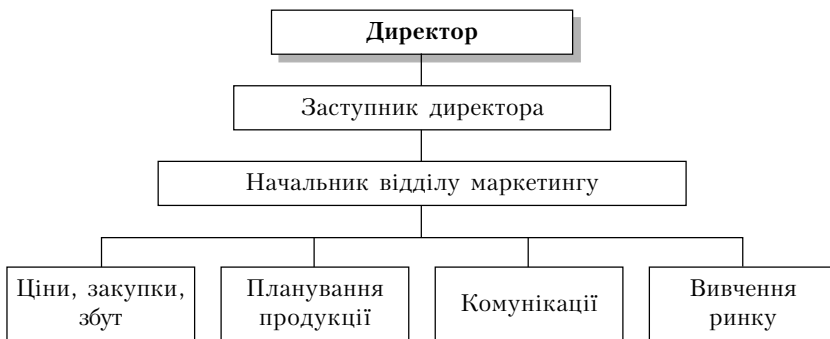 Директор
Заступник директора
Начальник відділу маркетингу
Ціни, закупки,
збут
Планування
продукції
Комунікації
Вивчення
ринку